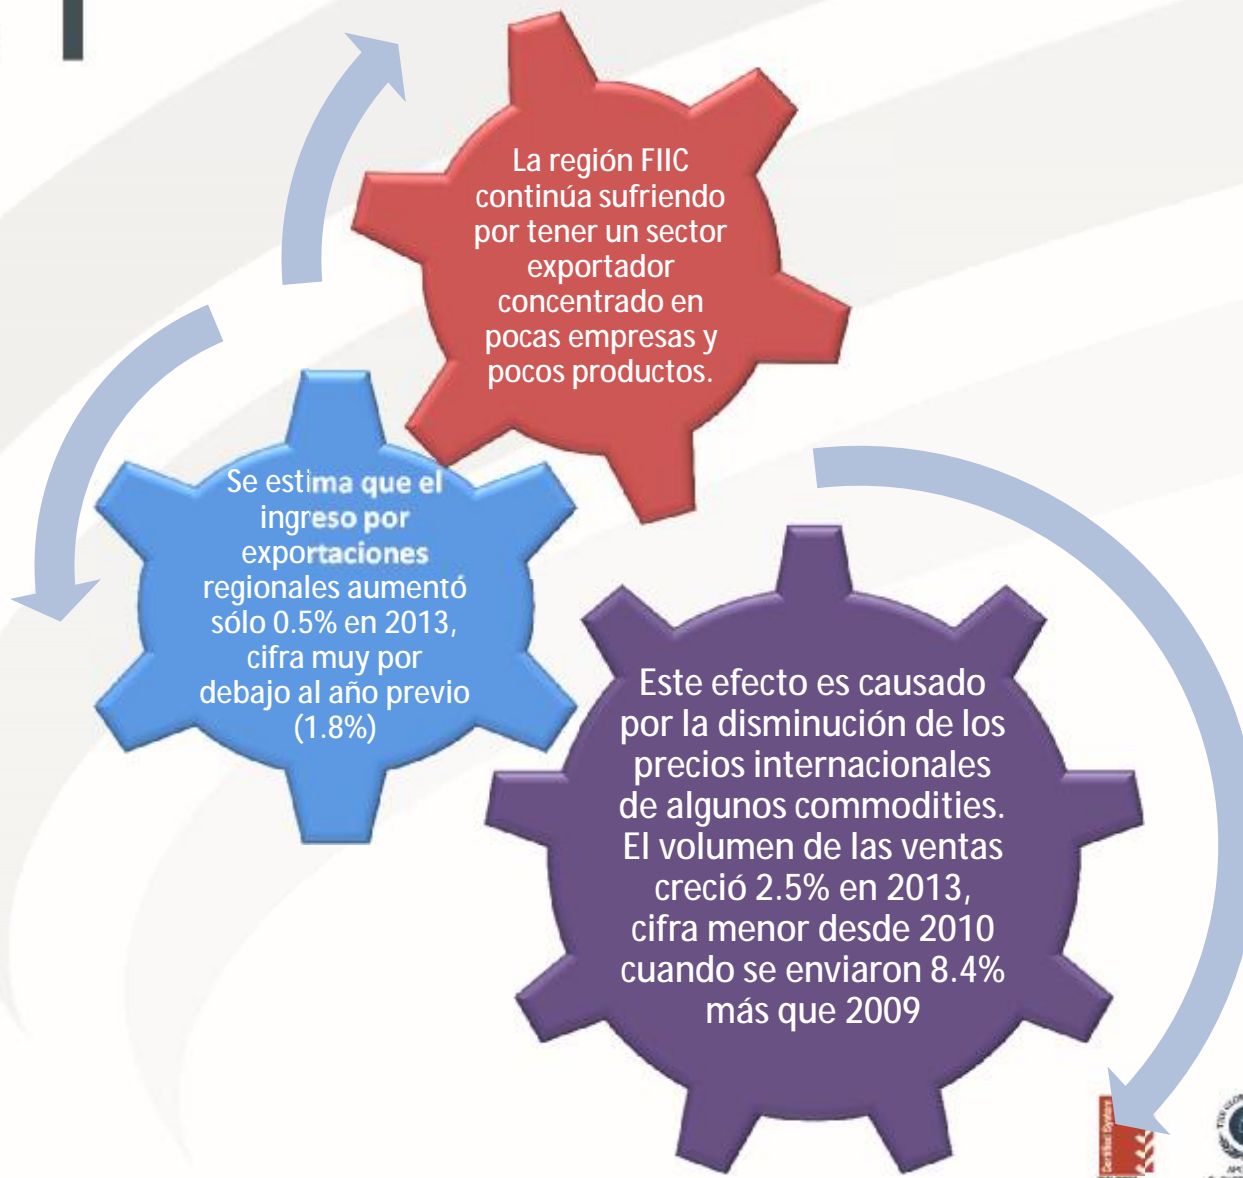 La región FIIC
continúa sufriendo
por tener un sector
exportador
concentrado en
pocas empresas y
pocos productos.
Se estima que el
ingreso por
exportaciones
regionales aumentó
sólo 0.5% en 2013,
cifra muy por
debajo al año previo
(1.8%)
Este efecto es causado
por la disminución de los
precios internacionales
de algunos commodities.
El volumen de las ventas
creció 2.5% en 2013,
cifra menor desde 2010
cuando se enviaron 8.4%
más que 2009
Certified System